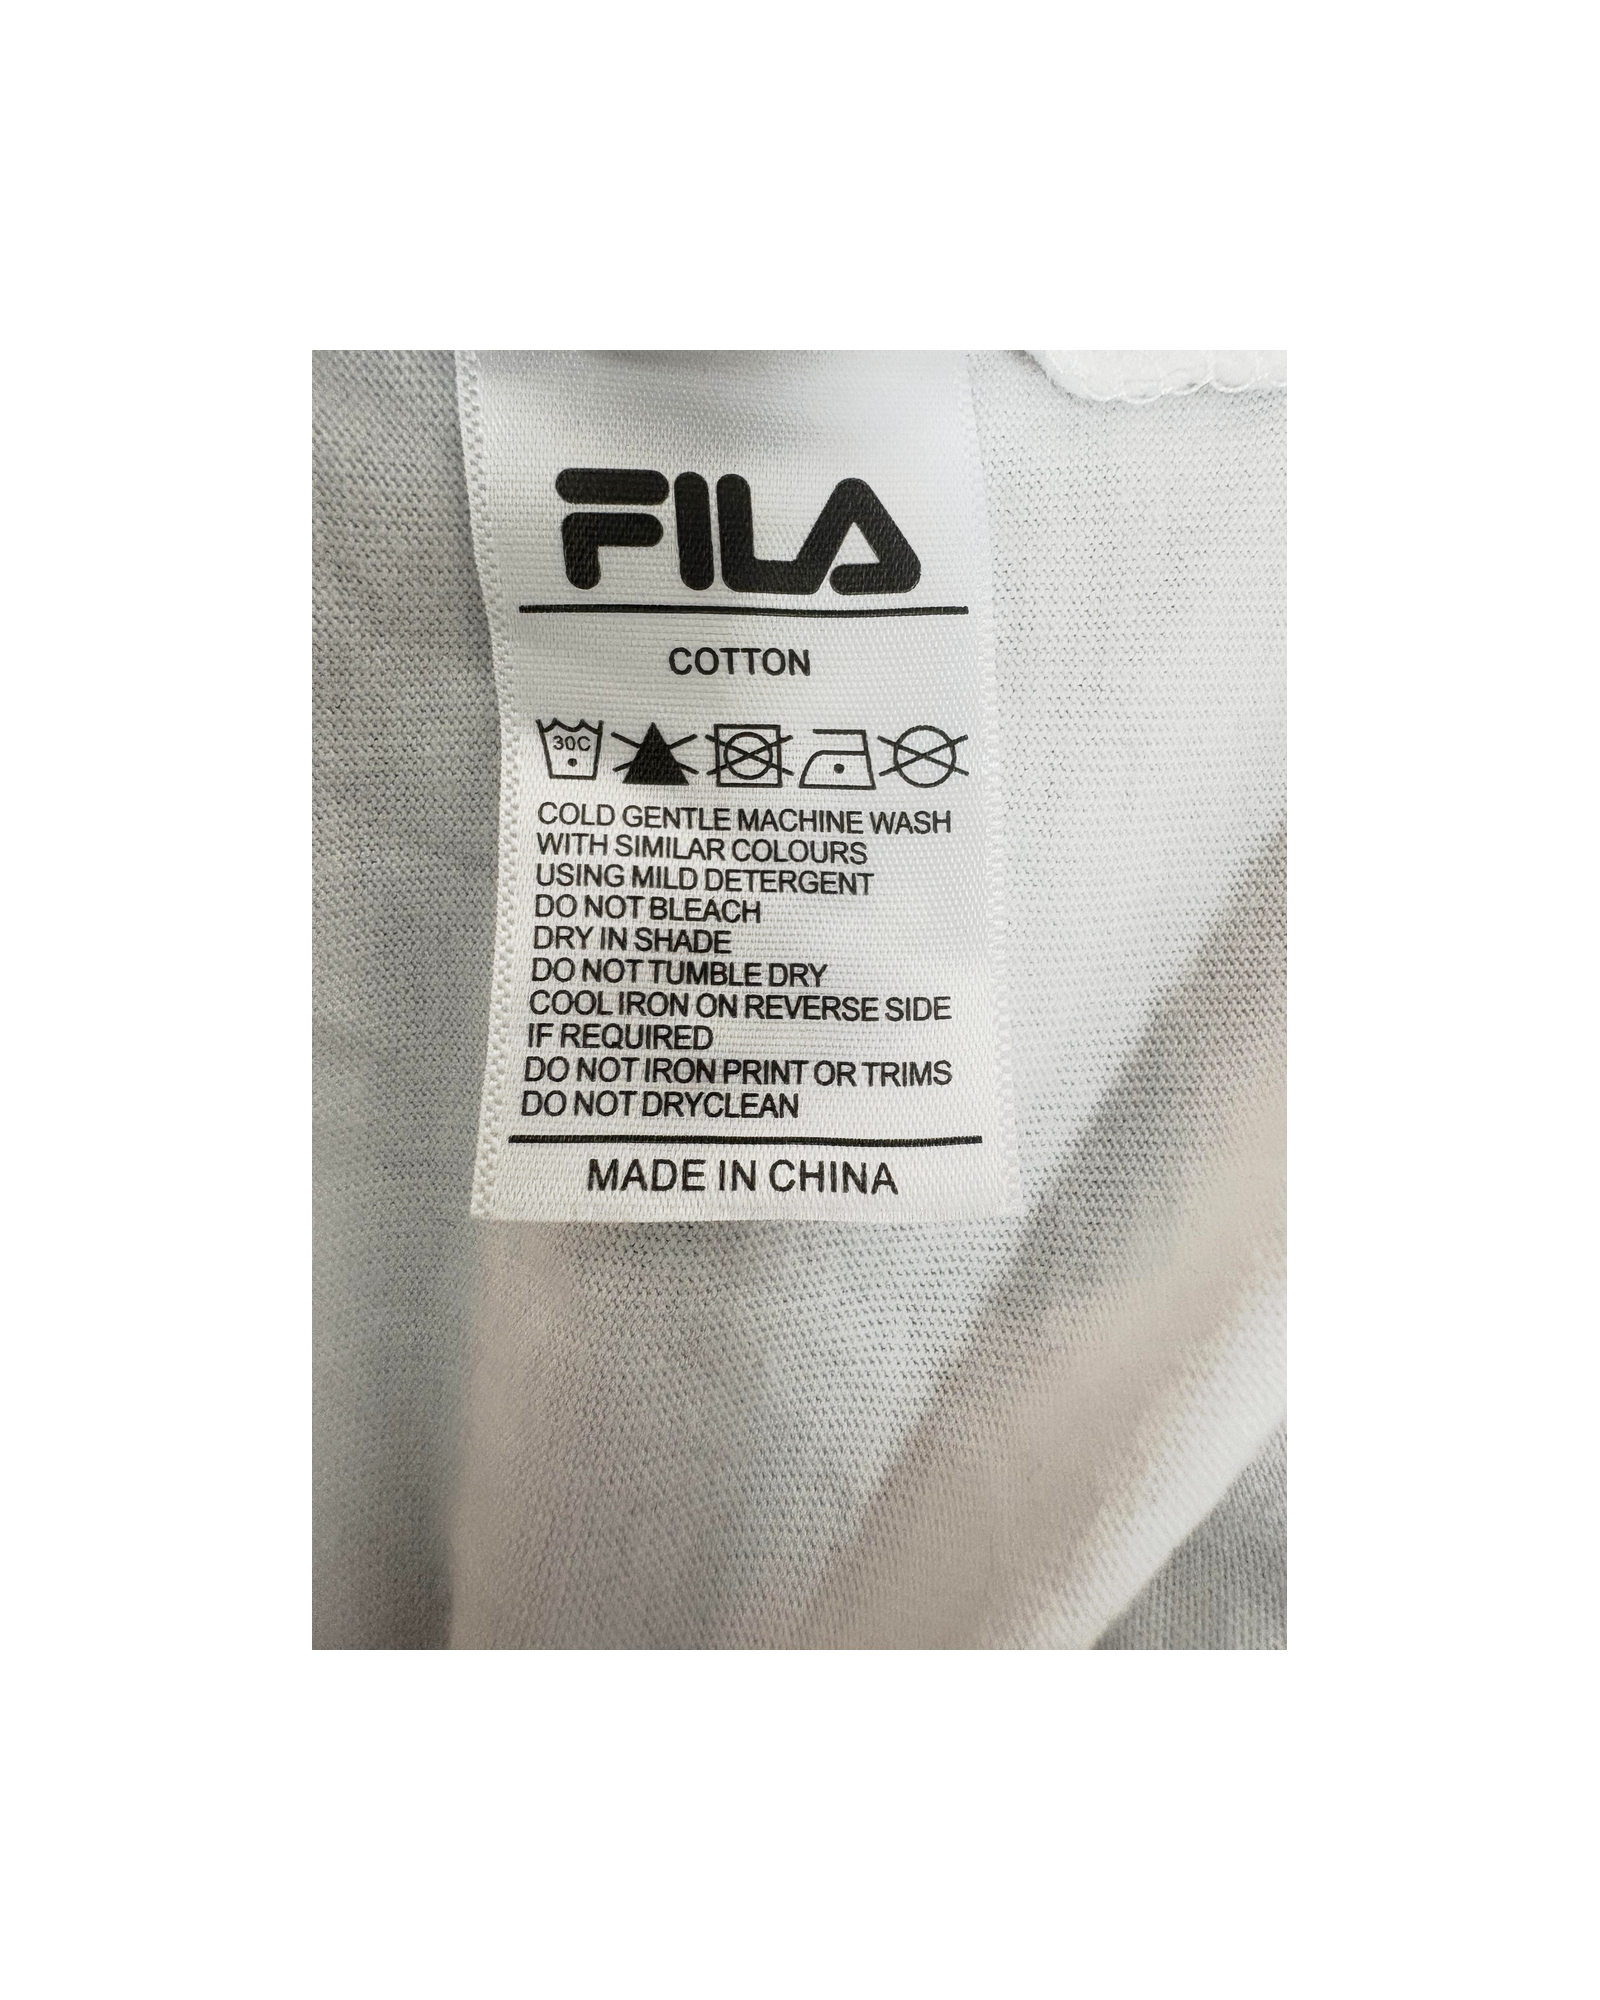 FILA
COTTON
30C
COLD GENTLE MACHINE WASH
WITH SIMILAR COLOURS
USING MILD DETERGENT
DO NOT BLEACH
DRY IN SHADE
DO NOT TUMBLE DRY
COOL IRON ON REVERSE SIDE
IF REQUIRED
DO NOT IRON PRINT OR TRIMS
DO NOT DRYCLEAN
MADE IN CHINA